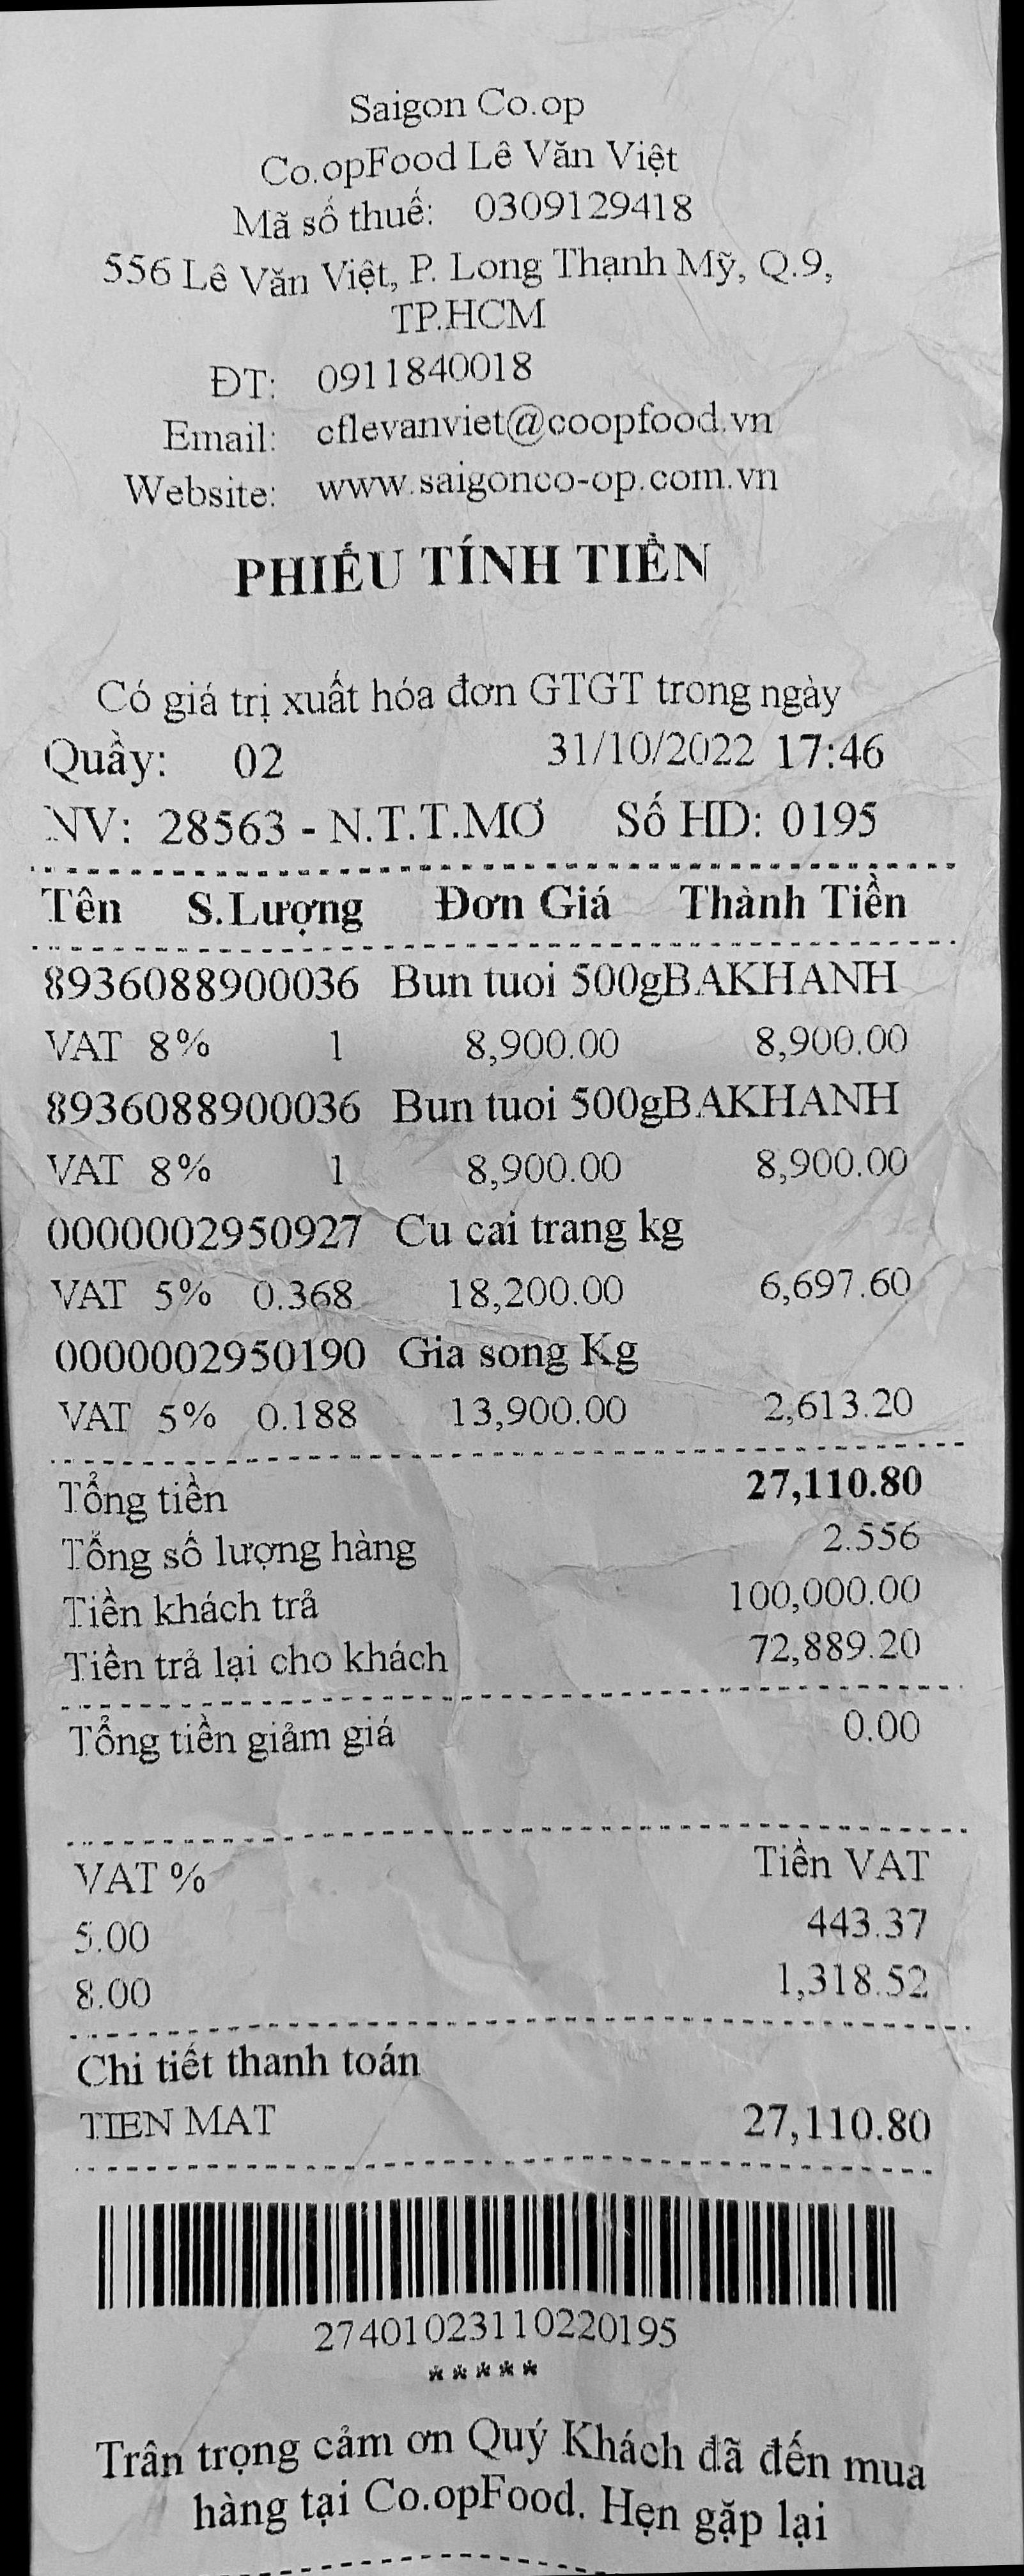 Saigon Co.op
Co.opFood Lê Văn Việt
Mã số thuế: 0309129418
556 Lê Văn Việt, P. Long Thạnh Mỹ, Q.9,
TP.HCM
ĐT: 0911840018
Email: cflevanviet@coopfood.vn
Website: www.saigonco-op.com.vn
PHIẾU TÍNH TIỀN
Có giá trị xuất hóa đơn GTGT trong ngày
Quầy: 02 31/10/2022 17:46
NV: 28563 - N.T.T.MƠ Số HD: 0195
Tên S.Lượng Đơn Giá Thành Tiền
8936088900036 Bun tuoi 500gBAKHANH
VAT 8% 1 8,900.00 8,900.00
8936088900036 Bun tuoi 500gBAKHANH
VAT 8% 1 8,900.00 8,900.00
0000002950927 Cu cai trang kg
VAT 5% 0.368 18,200.00 6,697.60
0000002950190 Gia song Kg
VAT 5% 0.188 13,900.00 2,613.20
Tổng tiền 27,110.80
Tổng số lượng hàng 2.556
Tiền khách trả 100,000.00
Tiền trả lại cho khách 72,889.20
Tổng tiền giảm giá 0.00
VAT % Tiền VAT
5.00 443.37
8.00 1,318.52
Chi tiết thanh toán
TIEN MAT 27,110.80
27401023110220195
*****
Trân trọng cảm ơn Quý Khách đã đến mua
hàng tại Co.opFood. Hẹn gặp lại